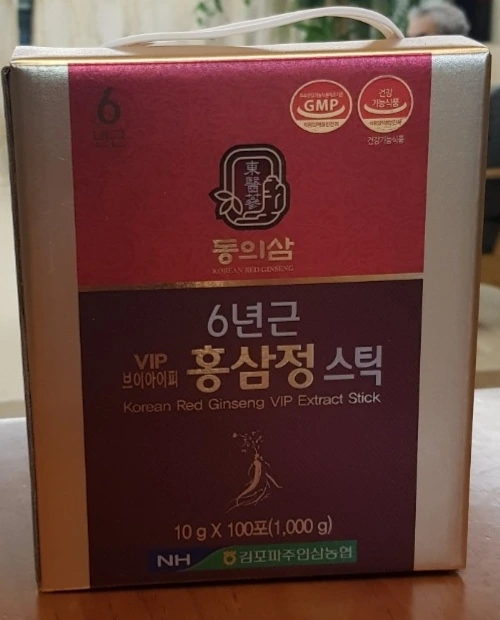 6
GMP
건강
기능식품
건강기능식품
東醫蔘
동의삼
KOREAN RED GINSENG
6년근
VIP
브이아이피 홍삼정 스틱
Korean Red Ginseng VIP Extract Stick
10 g X 100포(1,000 g)
NH 김포파주인삼농협